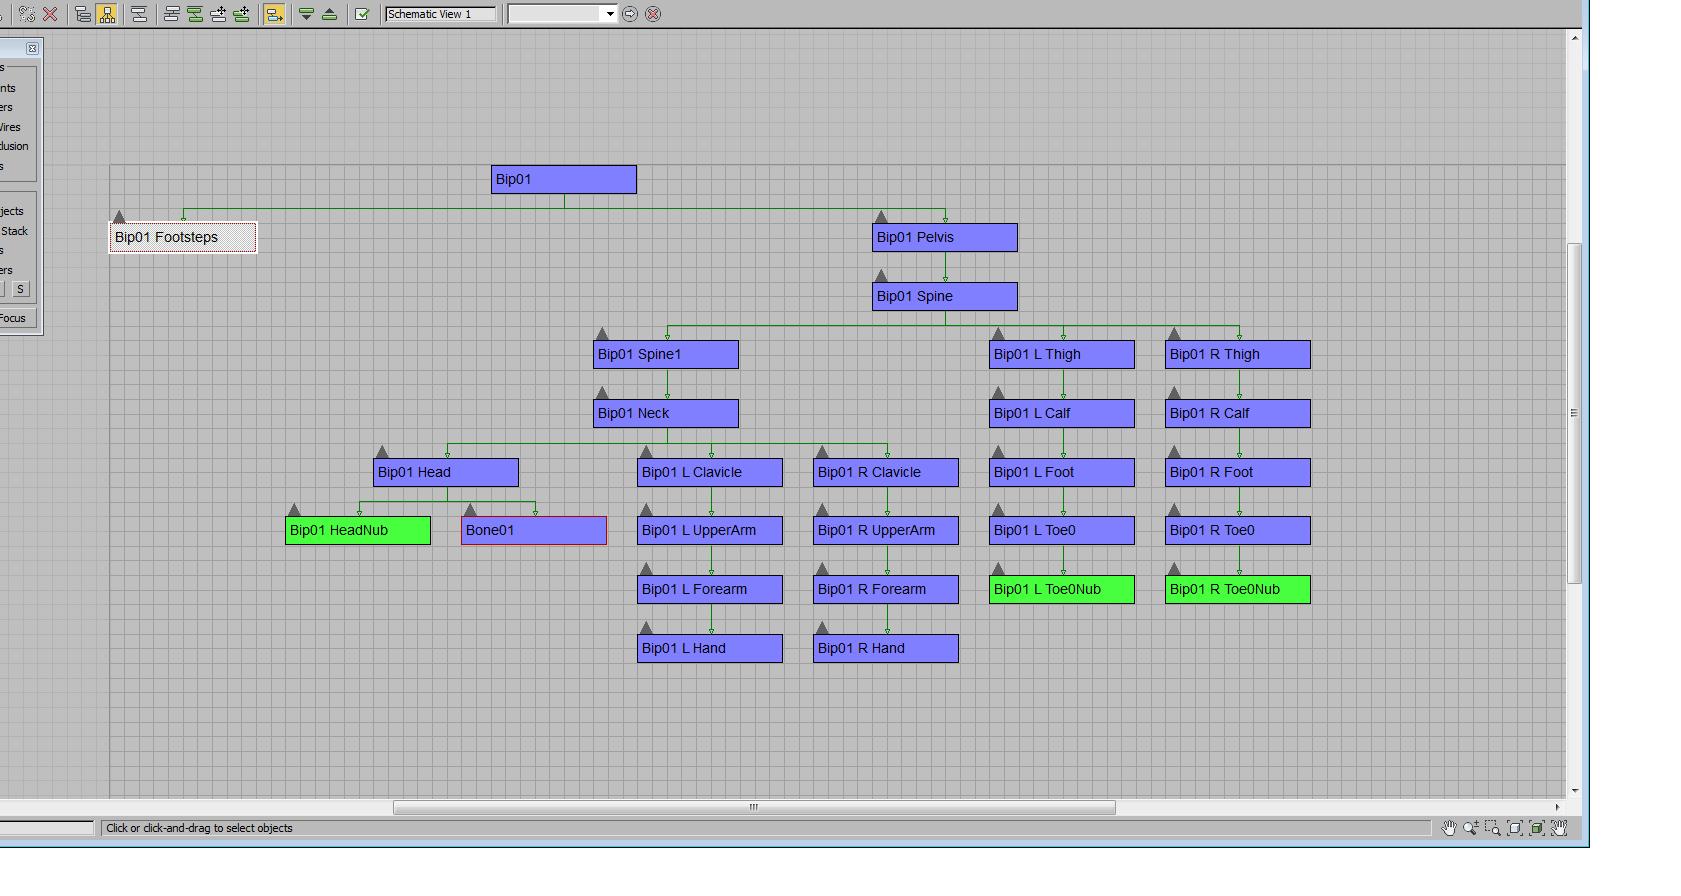 Schematic View 1
s
nts
ers
Wires
clusion
s
jects
Stack
s
ers
S
Focus
Bip01
Bip01 Footsteps
Bip01 Pelvis
Bip01 Spine
Bip01 Spine1
Bip01 L Thigh
Bip01 R Thigh
Bip01 Neck
Bip01 L Calf
Bip01 R Calf
Bip01 Head
Bip01 L Clavicle
Bip01 R Clavicle
Bip01 L Foot
Bip01 R Foot
Bip01 HeadNub
Bone01
Bip01 L UpperArm
Bip01 R UpperArm
Bip01 L Toe0
Bip01 R Toe0
Bip01 L Forearm
Bip01 R Forearm
Bip01 L Toe0Nub
Bip01 R Toe0Nub
Bip01 L Hand
Bip01 R Hand
Click or click-and-drag to select objects